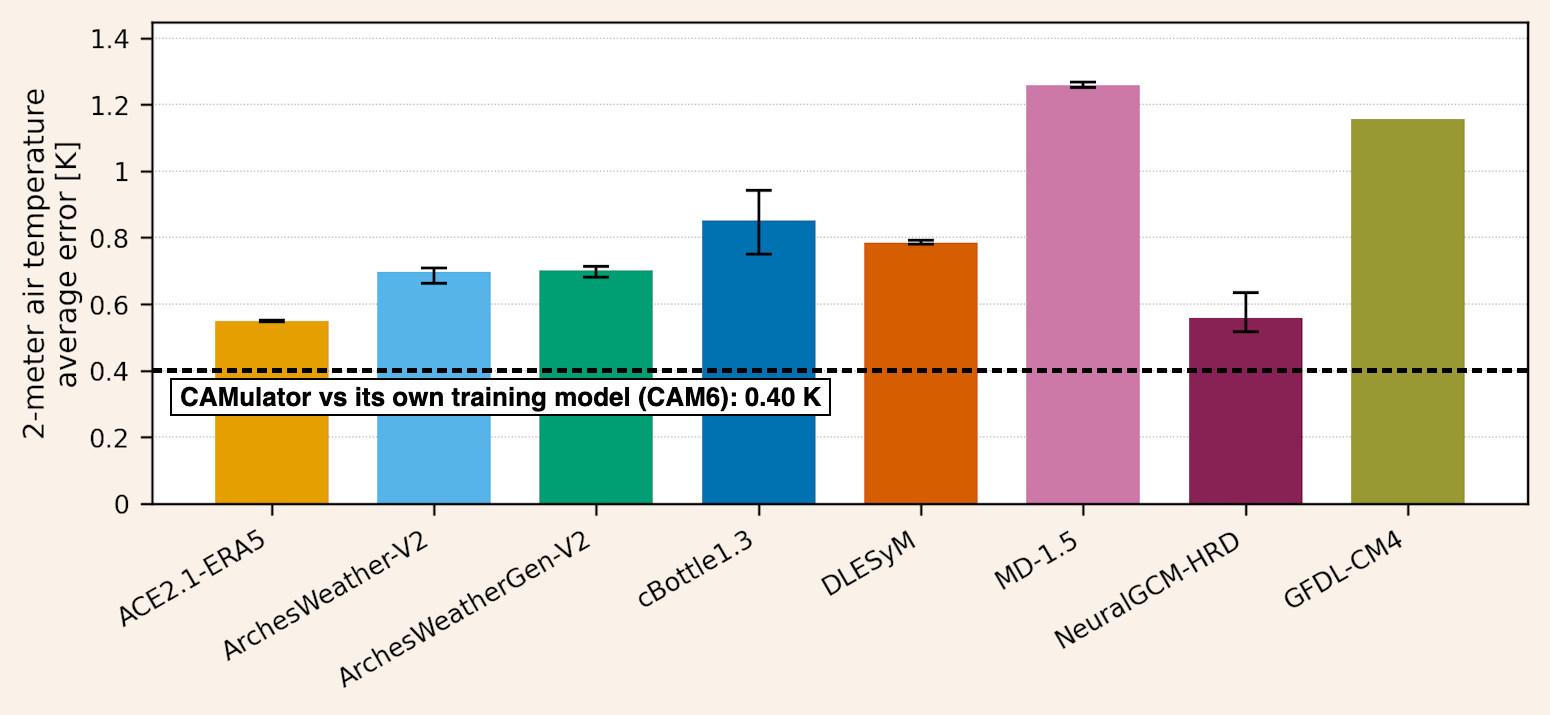 2-meter air temperature
average error [K]
1.4
1.2
1
0.8
0.6
0.4
0.2
0
CAMulator vs its own training model (CAM6): 0.40 K
ACE2.1-ERA5
ArchesWeather-V2
ArchesWeatherGen-V2
cBottle1.3
DLESyM
MD-1.5
NeuralGCM-HRD
GFDL-CM4